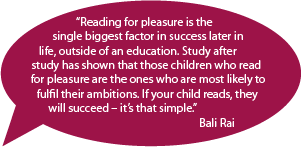 “Reading for pleasure is the
single biggest factor in success later in
life, outside of an education. Study after
study has shown that those children who read
for pleasure are the ones who are most likely to
fulfil their ambitions. If your child reads, they
will succeed – it’s that simple.”
Bali Rai